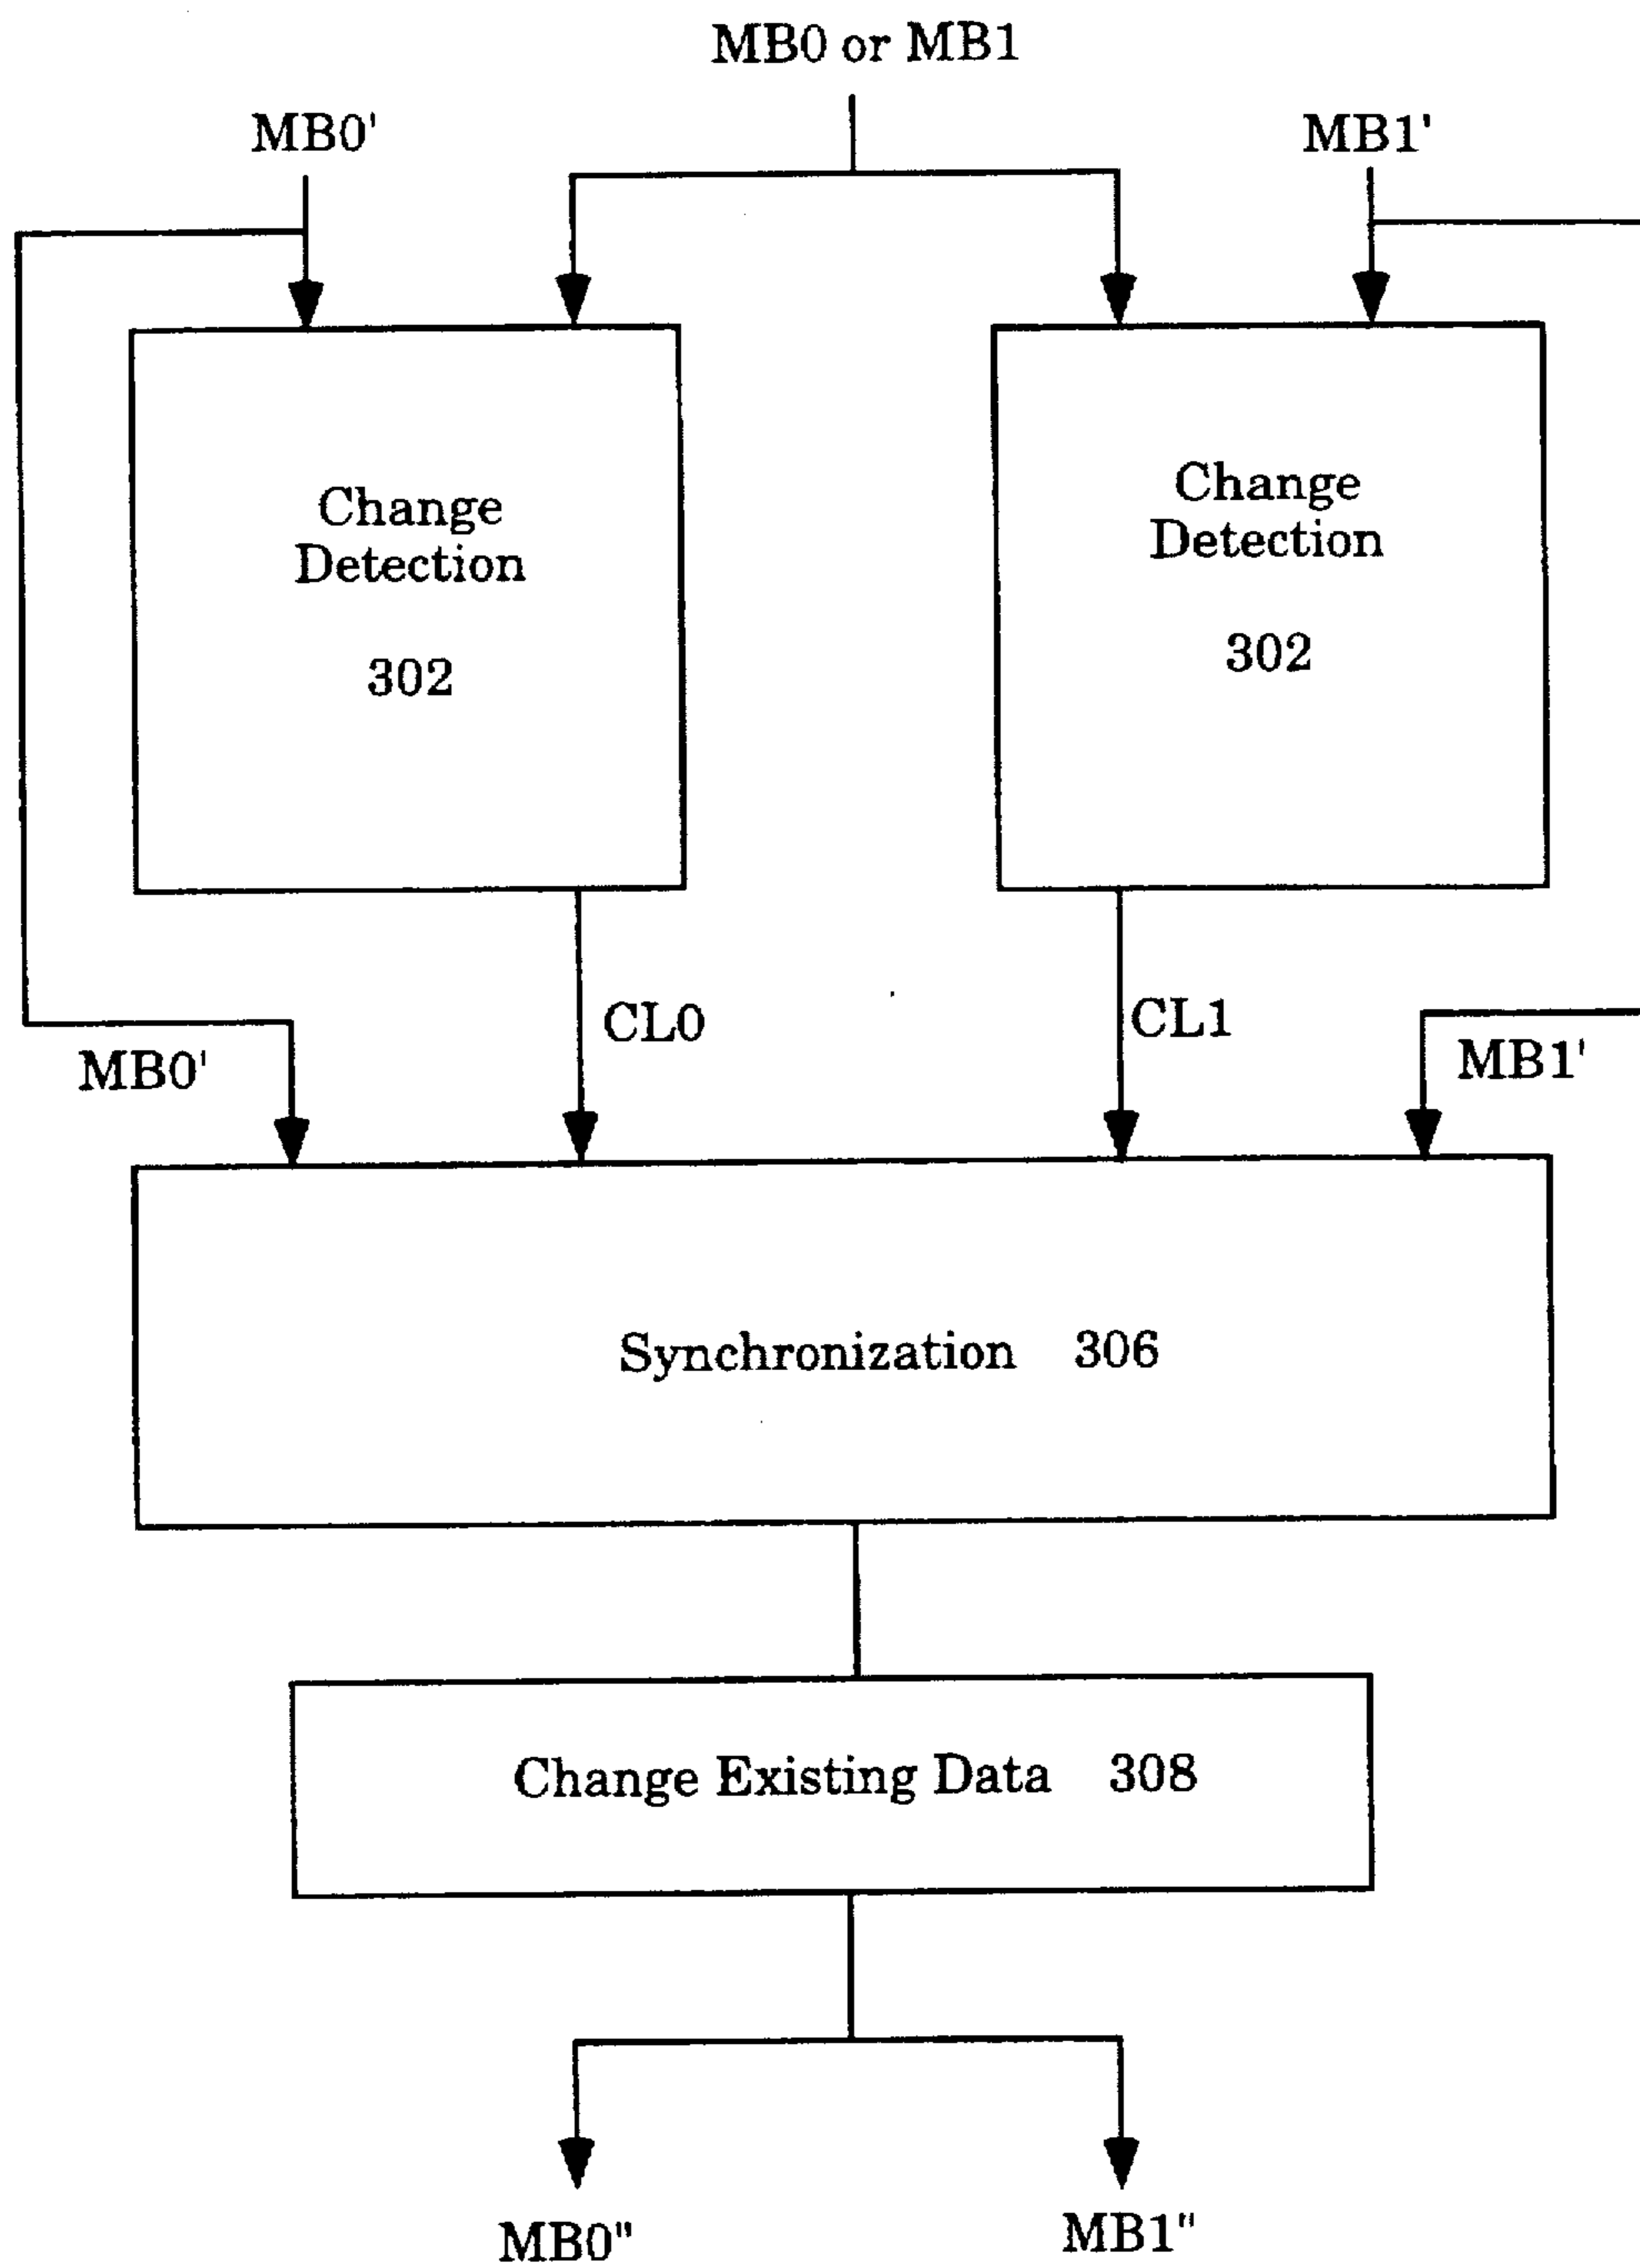 MB0 or MB1
MB0'
MB1'
Change
Detection
302
Change
Detection
302
CL0
CL1
MB0'
MB1'
Synchronization 306
Change Existing Data 308
MB0"
MB1"